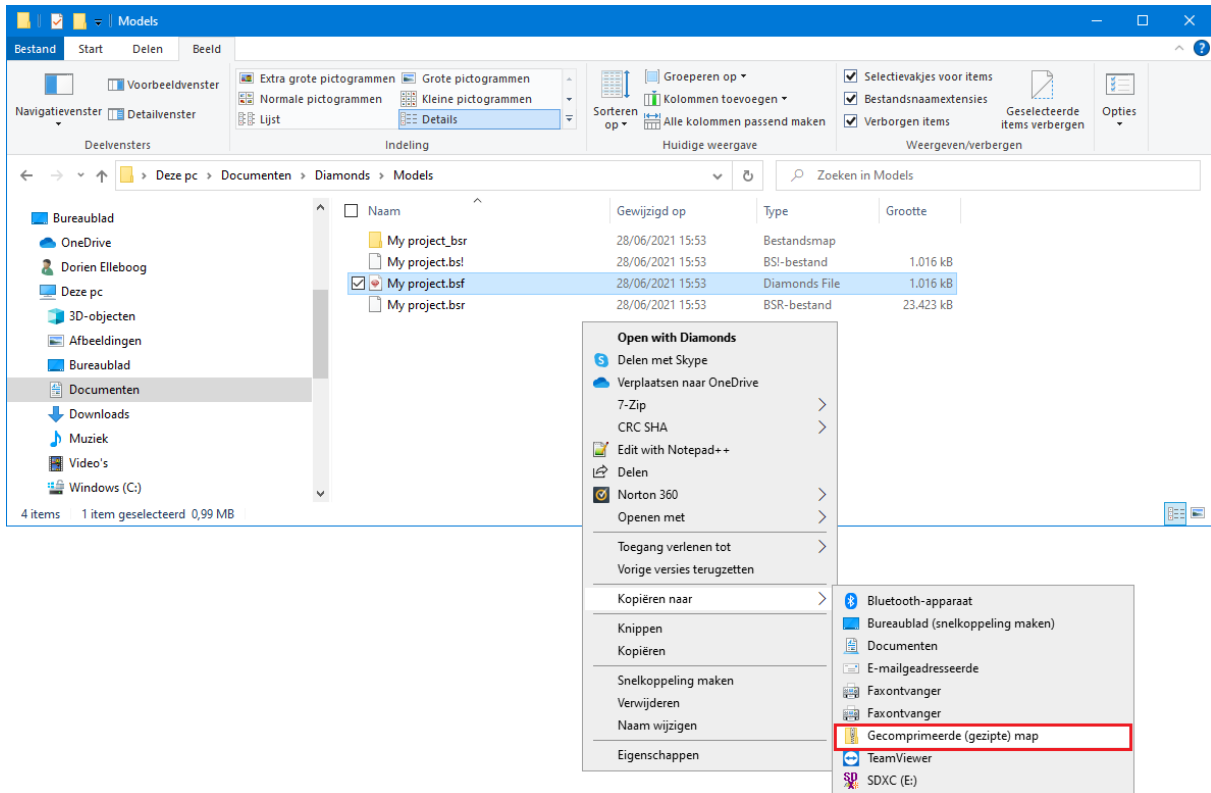 Models
Bestand Start Delen Beeld
Navigatievenster
Voorbeeldvenster
Detailvenster
Deelvensters
Extra grote pictogrammen Grote pictogrammen
Normale pictogrammen Kleine pictogrammen
Lijst Details
Indeling
Sorteren op
Groeperen op
Kolommen toevoegen
Alle kolommen passend maken
Huidige weergave
Selectievakjes voor items
Bestandsnaamextensies
Verborgen items
Geselecteerde items verbergen
Weergeven/verbergen
Opties
Deze pc > Documenten > Diamonds > Models
Zoeken in Models
Bureaublad
OneDrive
Dorien Elleboog
Deze pc
3D-objecten
Afbeeldingen
Bureaublad
Documenten
Downloads
Muziek
Video's
Windows (C:)
Naam Gewijzigd op Type Grootte
My project_bsr 28/06/2021 15:53 Bestandsmap
My project.bs! 28/06/2021 15:53 BS!-bestand 1.016 kB
My project.bsf 28/06/2021 15:53 Diamonds File 1.016 kB
My project.bsr 28/06/2021 15:53 BSR-bestand 23.423 kB
4 items 1 item geselecteerd 0,99 MB
Open with Diamonds
Delen met Skype
Verplaatsen naar OneDrive
7-Zip
CRC SHA
Edit with Notepad++
Delen
Norton 360
Openen met
Toegang verlenen tot
Vorige versies terugzetten
Kopiëren naar
Knippen
Kopiëren
Snelkoppeling maken
Verwijderen
Naam wijzigen
Eigenschappen
Bluetooth-apparaat
Bureaublad (snelkoppeling maken)
Documenten
E-mailgeadresseerde
Faxontvanger
Faxontvanger
Gecomprimeerde (gezipte) map
TeamViewer
SDXC (E:)